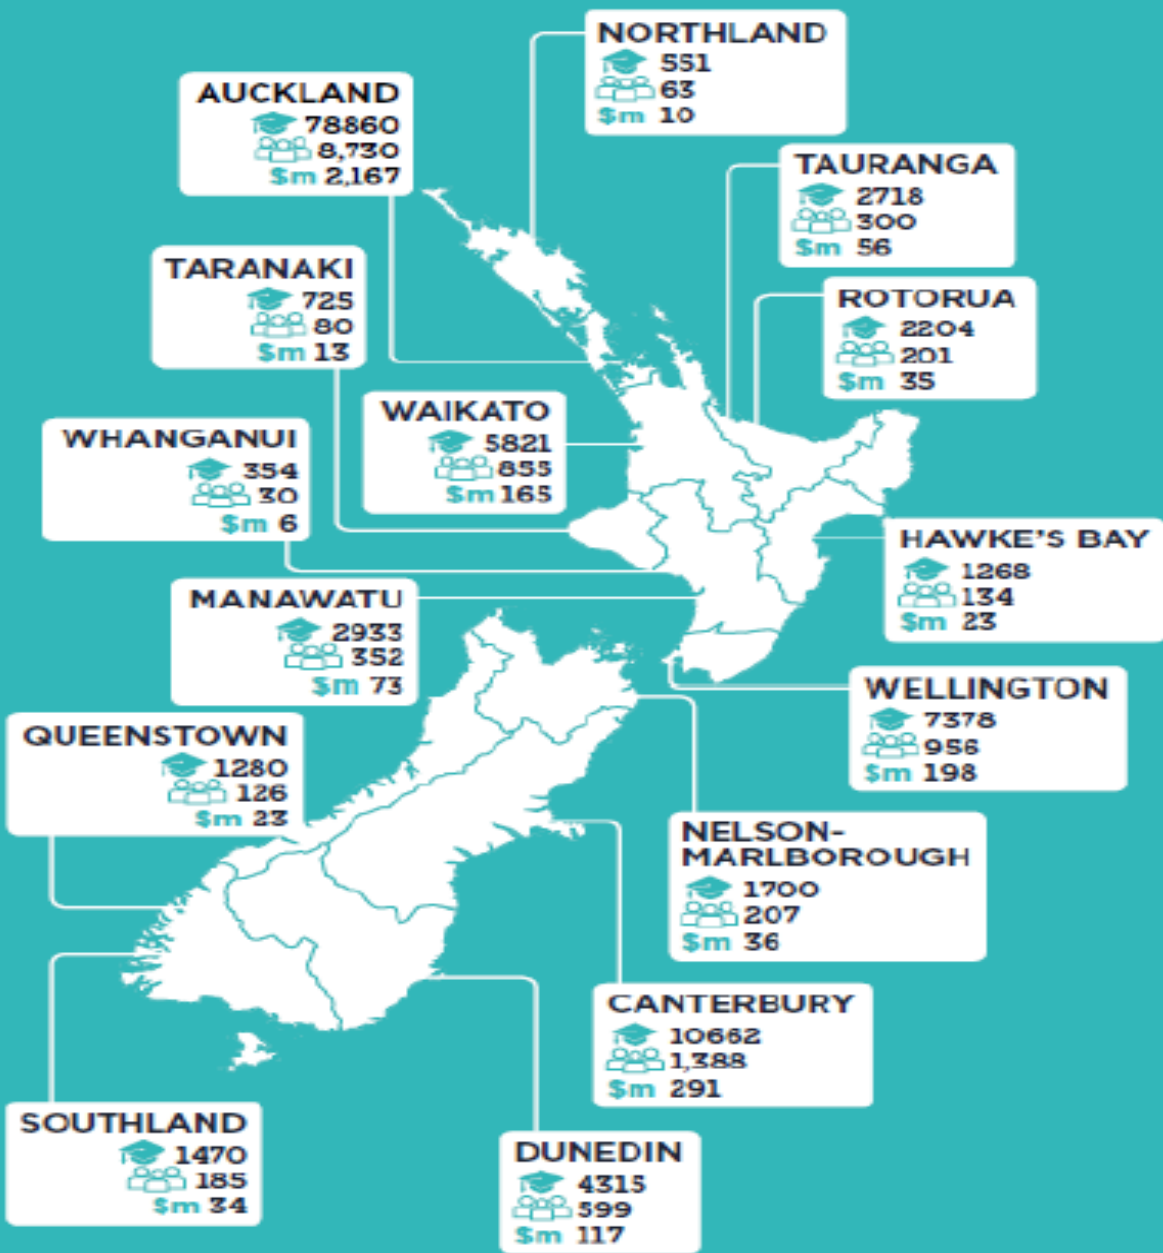 NORTHLAND
551
63
$m 10
AUCKLAND
78860
8,730
$m 2,167
TAURANGA
2718
300
$m 56
TARANAKI
725
80
$m 13
ROTORUA
2204
201
$m 35
WAIKATO
5821
855
$m 165
WHANGANUI
354
30
$m 6
HAWKE'S BAY
1268
134
$m 23
MANAWATU
2933
352
$m 73
WELLINGTON
7378
956
$m 198
QUEENSTOWN
1280
126
$m 23
NELSON-
MARLBOROUGH
1700
207
$m 36
CANTERBURY
10662
1,388
$m 291
SOUTHLAND
1470
185
$m 34
DUNEDIN
4315
599
$m 117